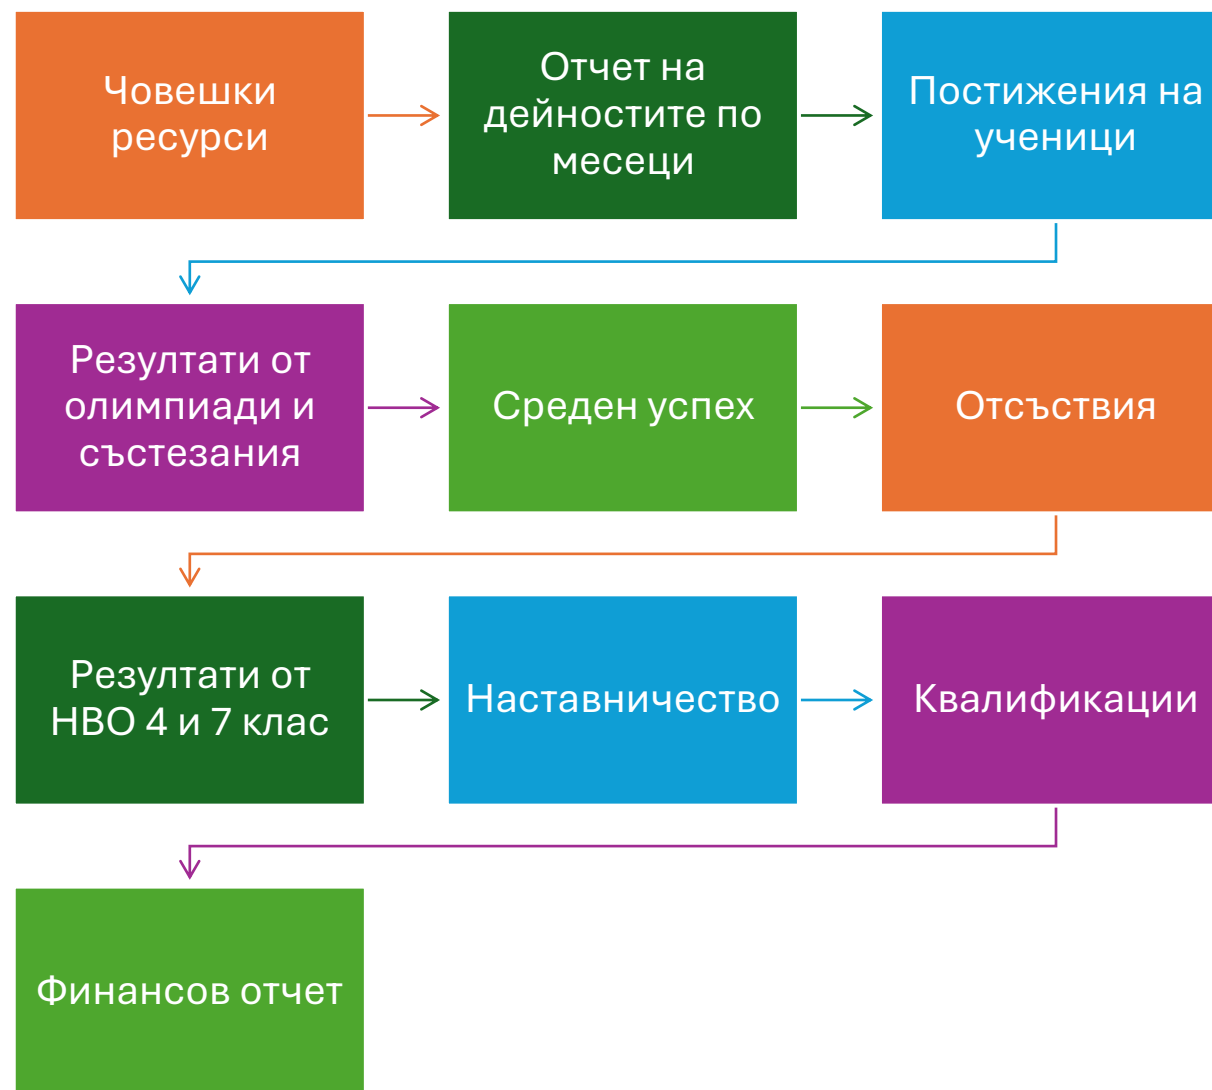 Човешки
ресурси
Отчет на
дейностите по
месеци
Постижения на
ученици
Резултати от
олимпиади и
състезания
Среден успех
Отсъствия
Резултати от
НВО 4 и 7 клас
Наставничество
Квалификации
Финансов отчет